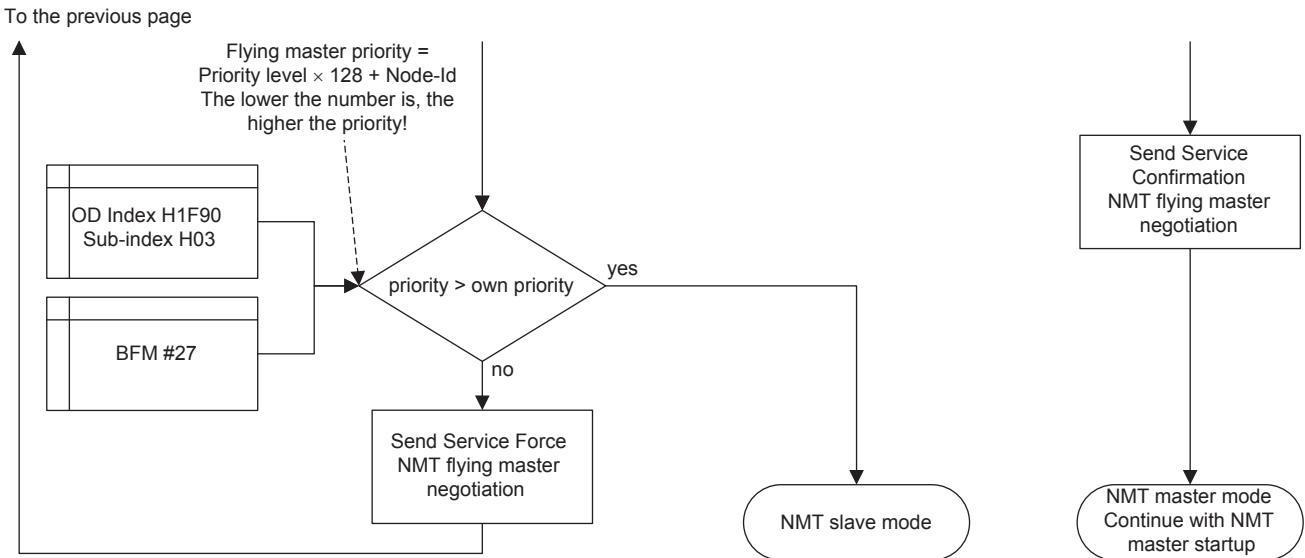 To the previous page
Flying master priority =
Priority level × 128 + Node-Id
The lower the number is, the
higher the priority!
OD Index H1F90
Sub-index H03
BFM #27
priority > own priority
yes
no
Send Service Force
NMT flying master
negotiation
NMT slave mode
Send Service
Confirmation
NMT flying master
negotiation
NMT master mode
Continue with NMT
master startup